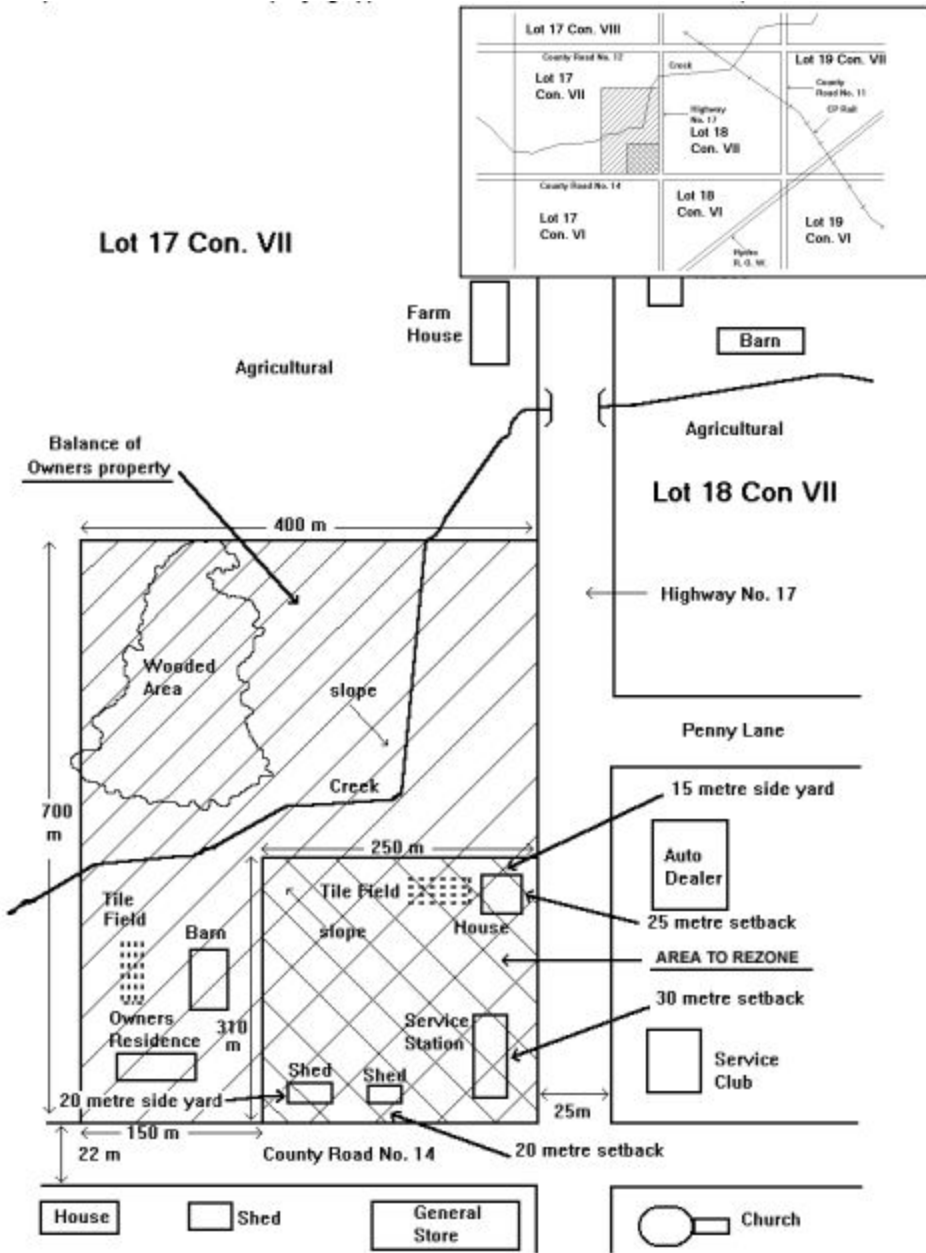 Lot 17 Con. VIII
County Road No. 12
Creek
Lot 19 Con. VII
Lot 17
Con. VII
County
Road No. 11
CP Rail
Highway
No. 17
Lot 18
Con. VII
County Road No. 14
Lot 17
Con. VI
Lot 18
Con. VI
Lot 19
Con. VI
Hydro
R. O. W.
Lot 17 Con. VII
Farm
House
Barn
Agricultural
Agricultural
Balance of
Owners property
Lot 18 Con VII
400 m
Highway No. 17
Wooded
Area
slope
Penny Lane
Creek
15 metre side yard
700
m
250 m
Auto
Dealer
Tile Field
Tile
Field
House
25 metre setback
slope
Barn
AREA TO REZONE
30 metre setback
Owners
Residence
310
m
Service
Station
Service
Club
Shed
Shed
20 metre side yard
25m
150 m
22 m
County Road No. 14
20 metre setback
House
Shed
General
Store
Church